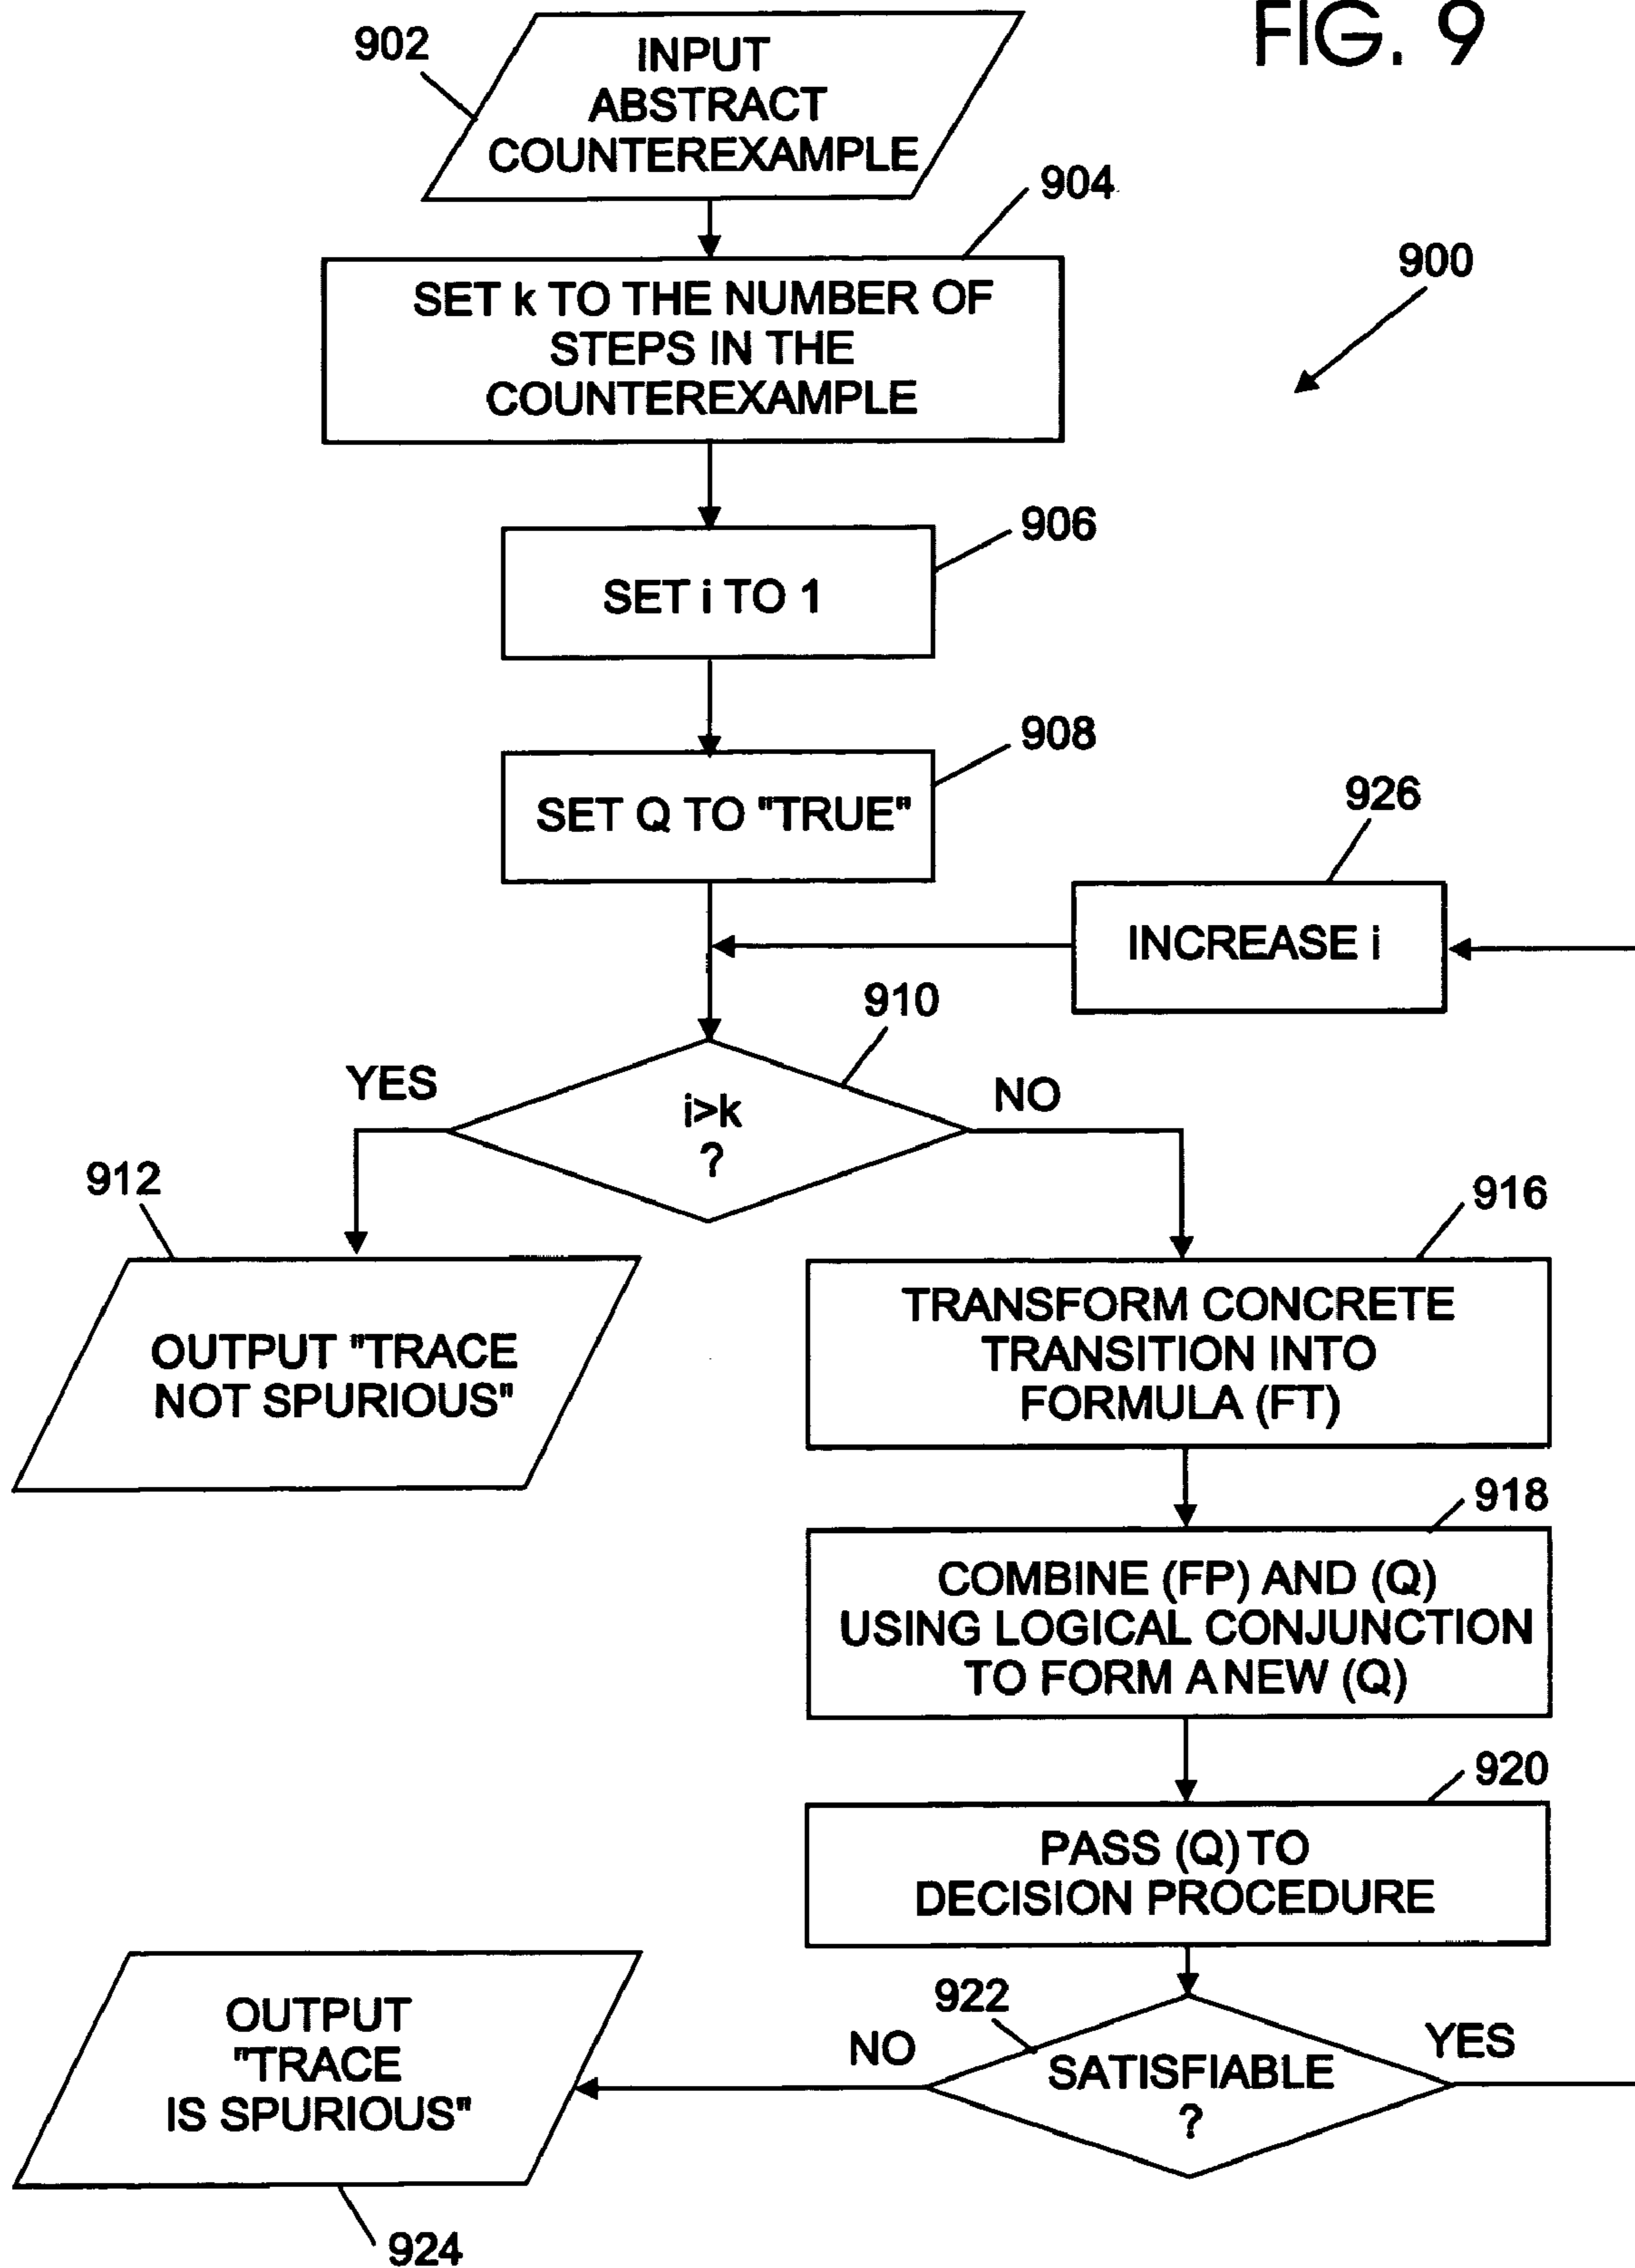 FIG. 9
902
INPUT
ABSTRACT
COUNTEREXAMPLE
904
SET k TO THE NUMBER OF
STEPS IN THE
COUNTEREXAMPLE
900
906
SET i TO 1
908
SET Q TO "TRUE"
926
INCREASE i
910
YES
i>k
?
NO
912
OUTPUT "TRACE
NOT SPURIOUS"
916
TRANSFORM CONCRETE
TRANSITION INTO
FORMULA (FT)
918
COMBINE (FP) AND (Q)
USING LOGICAL CONJUNCTION
TO FORM A NEW (Q)
920
PASS (Q) TO
DECISION PROCEDURE
922
NO
SATISFIABLE
?
YES
OUTPUT
"TRACE
IS SPURIOUS"
924